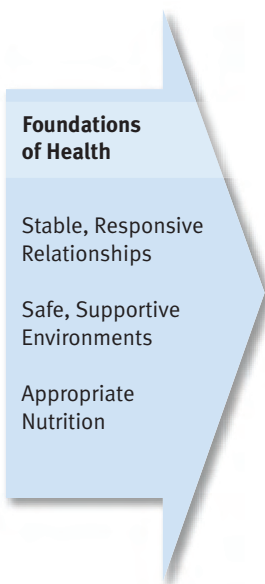 Foundations
of Health
Stable, Responsive
Relationships
Safe, Supportive
Environments
Appropriate
Nutrition